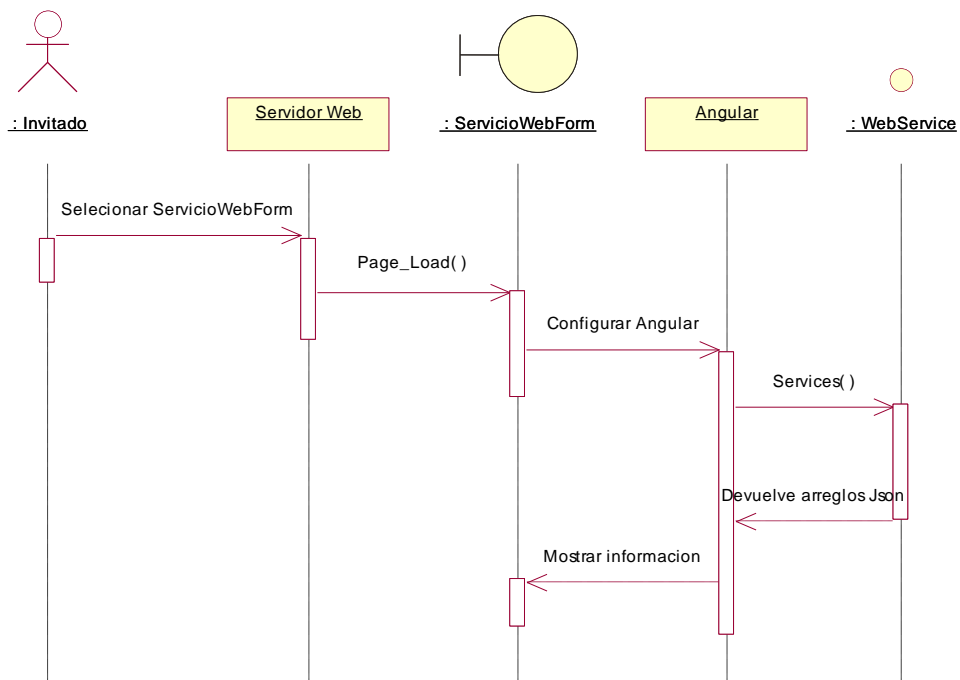 : Invitado
Servidor Web
: ServicioWebForm
Angular
: WebService
Selecionar ServicioWebForm
Page_Load( )
Configurar Angular
Services( )
Devuelve arreglos Json
Mostrar informacion